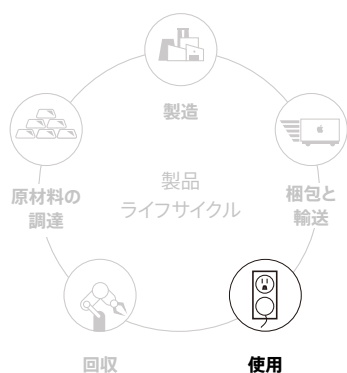 製造
原材料の
調達
製品
ライフサイクル
梱包と
輸送
回収
使用